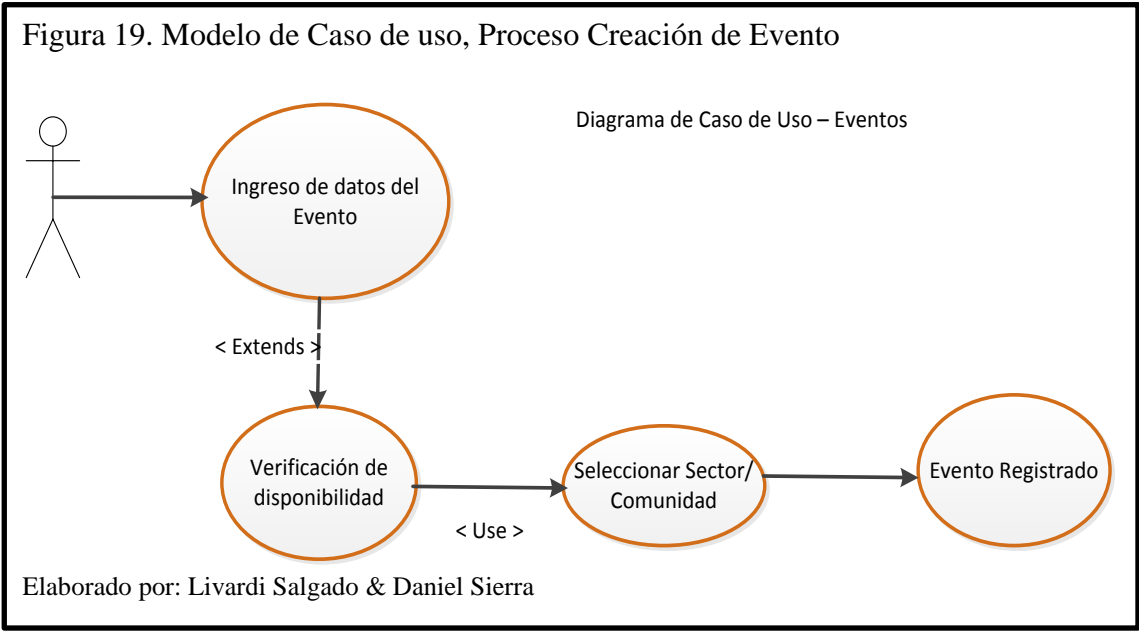 Figura 19. Modelo de Caso de uso, Proceso Creación de Evento
Diagrama de Caso de Uso – Eventos
Ingreso de datos del
Evento
< Extends >
Verificación de
disponibilidad
< Use >
Seleccionar Sector/
Comunidad
Evento Registrado
Elaborado por: Livardi Salgado & Daniel Sierra